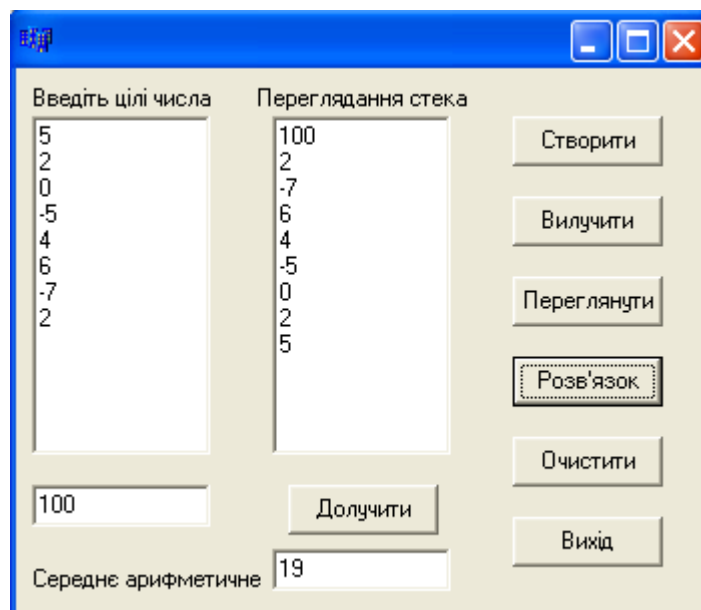 Введіть цілі числа
Переглядання стека
5
2
0
-5
4
6
-7
2
100
2
-7
6
4
-5
0
2
5
Створити
Вилучити
Переглянути
Розв'язок
Очистити
Вихід
100
Долучити
Середнє арифметичне
19